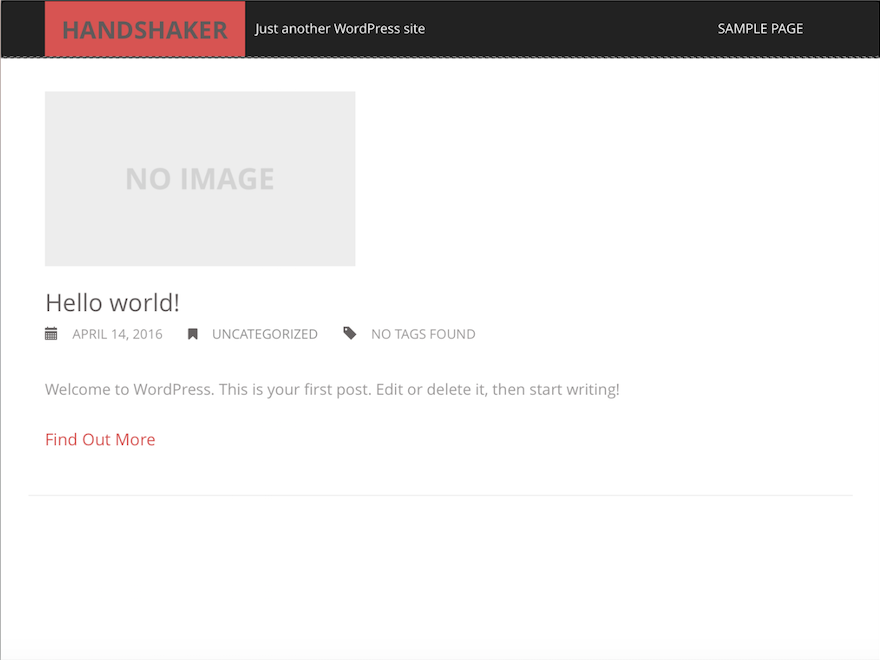 HANDSHAKER Just another WordPress site SAMPLE PAGE
NO IMAGE
Hello world!
APRIL 14, 2016 UNCATEGORIZED NO TAGS FOUND
Welcome to WordPress. This is your first post. Edit or delete it, then start writing!
Find Out More